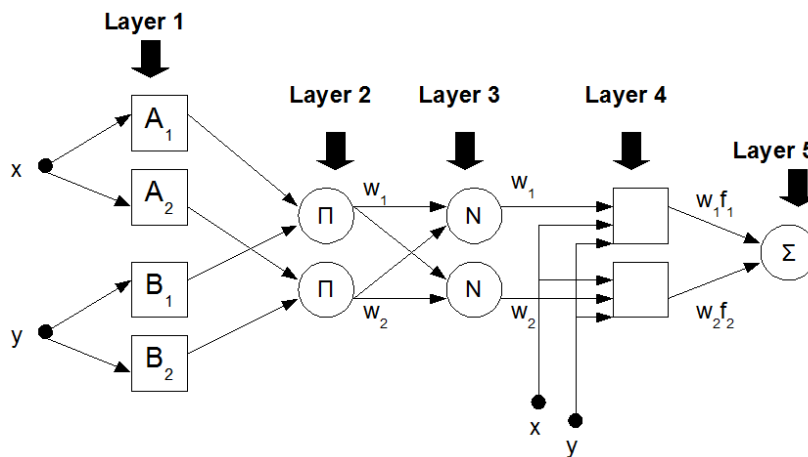 Layer 1
Layer 2
Layer 3
Layer 4
Layer 5
x
y
A₁
A₂
B₁
B₂
Π
Π
w₁
w₂
N
N
w₁
w₂
x
y
w₁f₁
w₂f₂
Σ